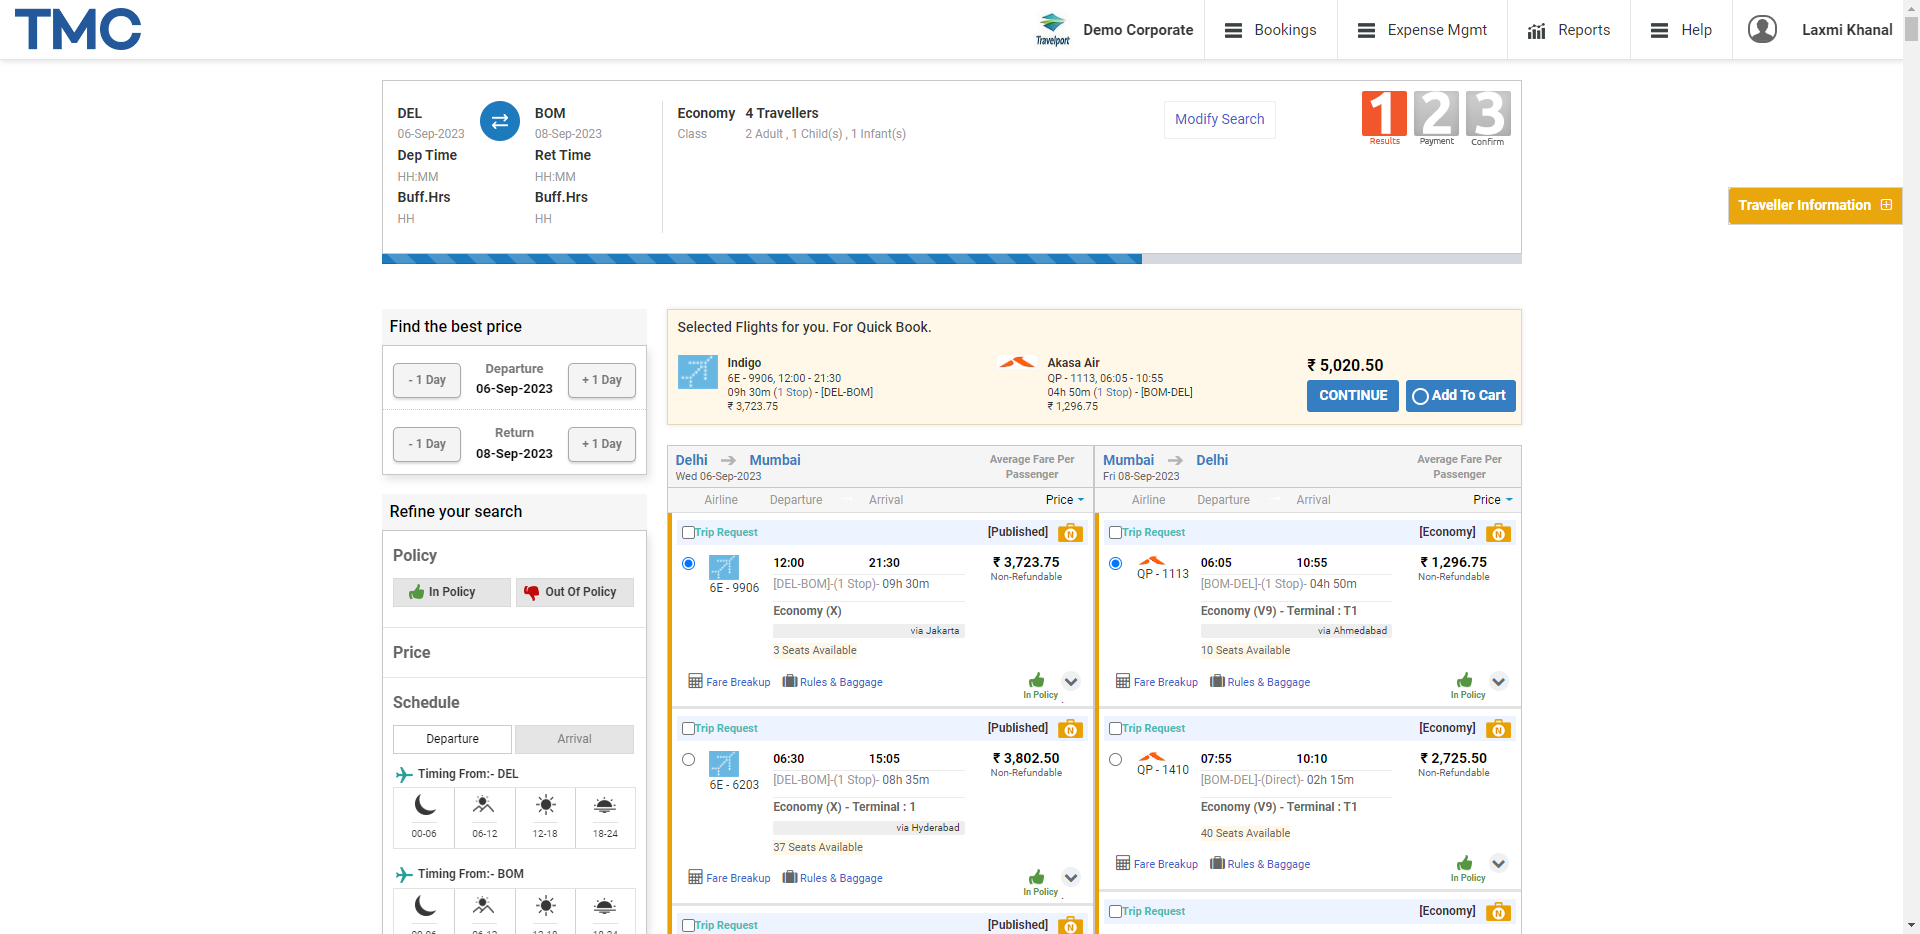 TMC
Travelport
Demo Corporate
Bookings
Expense Mgmt
Reports
Help
Laxmi Khanal
DEL
06-Sep-2023
Dep Time
HH:MM
Buff.Hrs
HH
BOM
08-Sep-2023
Ret Time
HH:MM
Buff.Hrs
HH
Economy
Class
4 Travellers
2 Adult , 1 Child(s) , 1 Infant(s)
Modify Search
1
Results
2
Payment
3
Confirm
Traveller Information
Find the best price
- 1 Day
Departure
06-Sep-2023
+ 1 Day
- 1 Day
Return
08-Sep-2023
+ 1 Day
Refine your search
Policy
In Policy
Out Of Policy
Price
Schedule
Departure
Arrival
Timing From:- DEL
00-06
06-12
12-18
18-24
Timing From:- BOM
00-06
06-12
12-18
18-24
Selected Flights for you. For Quick Book.
Indigo
6E - 9906, 12:00 - 21:30
09h 30m (1 Stop) - [DEL-BOM]
₹ 3,723.75
Akasa Air
QP - 1113, 06:05 - 10:55
04h 50m (1 Stop) - [BOM-DEL]
₹ 1,296.75
₹ 5,020.50
CONTINUE
Add To Cart
Delhi
Mumbai
Wed 06-Sep-2023
Average Fare Per
Passenger
Airline
Departure
Arrival
Price
Trip Request
[Published]
N
6E - 9906
12:00
21:30
[DEL-BOM]-(1 Stop)- 09h 30m
Economy (X)
via Jakarta
3 Seats Available
₹ 3,723.75
Non-Refundable
Fare Breakup
Rules & Baggage
In Policy
Trip Request
[Published]
N
6E - 6203
06:30
15:05
[DEL-BOM]-(1 Stop)- 08h 35m
Economy (X) - Terminal : 1
via Hyderabad
37 Seats Available
₹ 3,802.50
Non-Refundable
Fare Breakup
Rules & Baggage
In Policy
Trip Request
[Published]
N
Mumbai
Delhi
Fri 08-Sep-2023
Average Fare Per
Passenger
Airline
Departure
Arrival
Price
Trip Request
[Economy]
N
QP - 1113
06:05
10:55
[BOM-DEL]-(1 Stop)- 04h 50m
Economy (V9) - Terminal : T1
via Ahmedabad
10 Seats Available
₹ 1,296.75
Non-Refundable
Fare Breakup
Rules & Baggage
In Policy
Trip Request
[Economy]
N
QP - 1410
07:55
10:10
[BOM-DEL]-(Direct)- 02h 15m
Economy (V9) - Terminal : T1
40 Seats Available
₹ 2,725.50
Non-Refundable
Fare Breakup
Rules & Baggage
In Policy
Trip Request
[Economy]
N